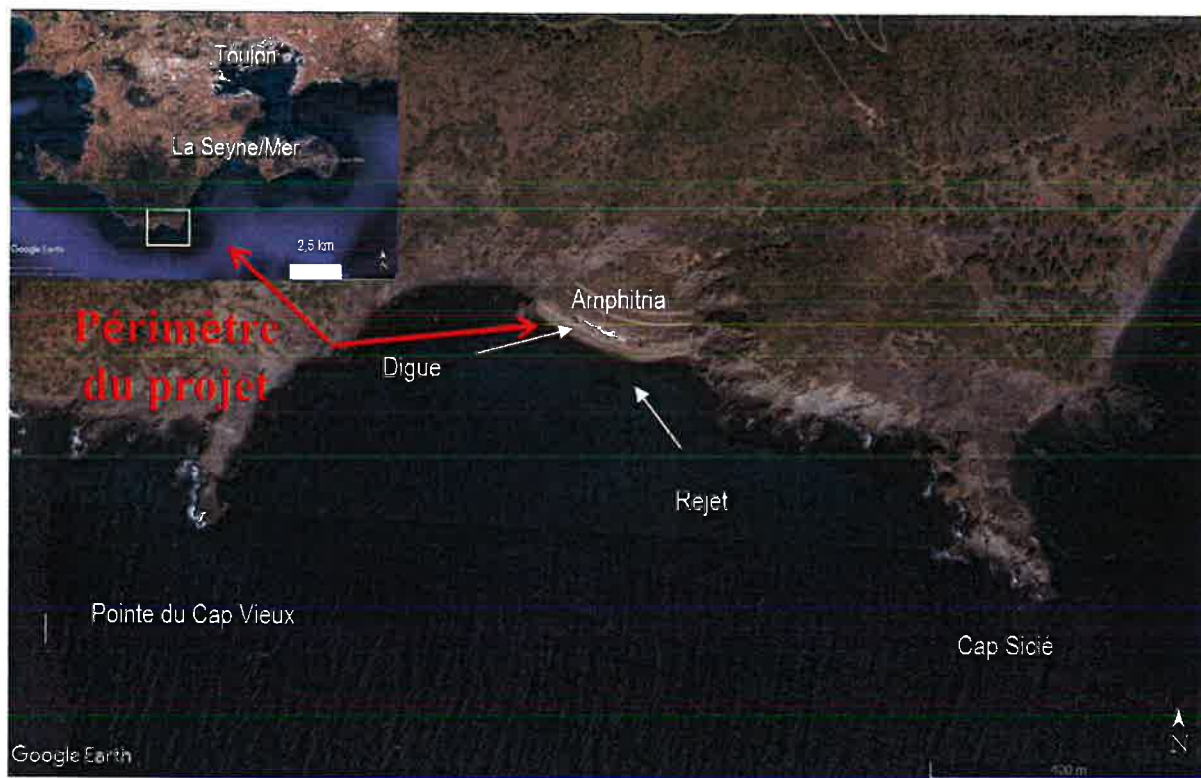 Toulon
La Seyne/Mer
Google Earth
2,5 km
Amphitria
Périmètre
du projet
Digue
Rejet
Pointe du Cap Vieux
Cap Sicié
N
Google Earth
400 m